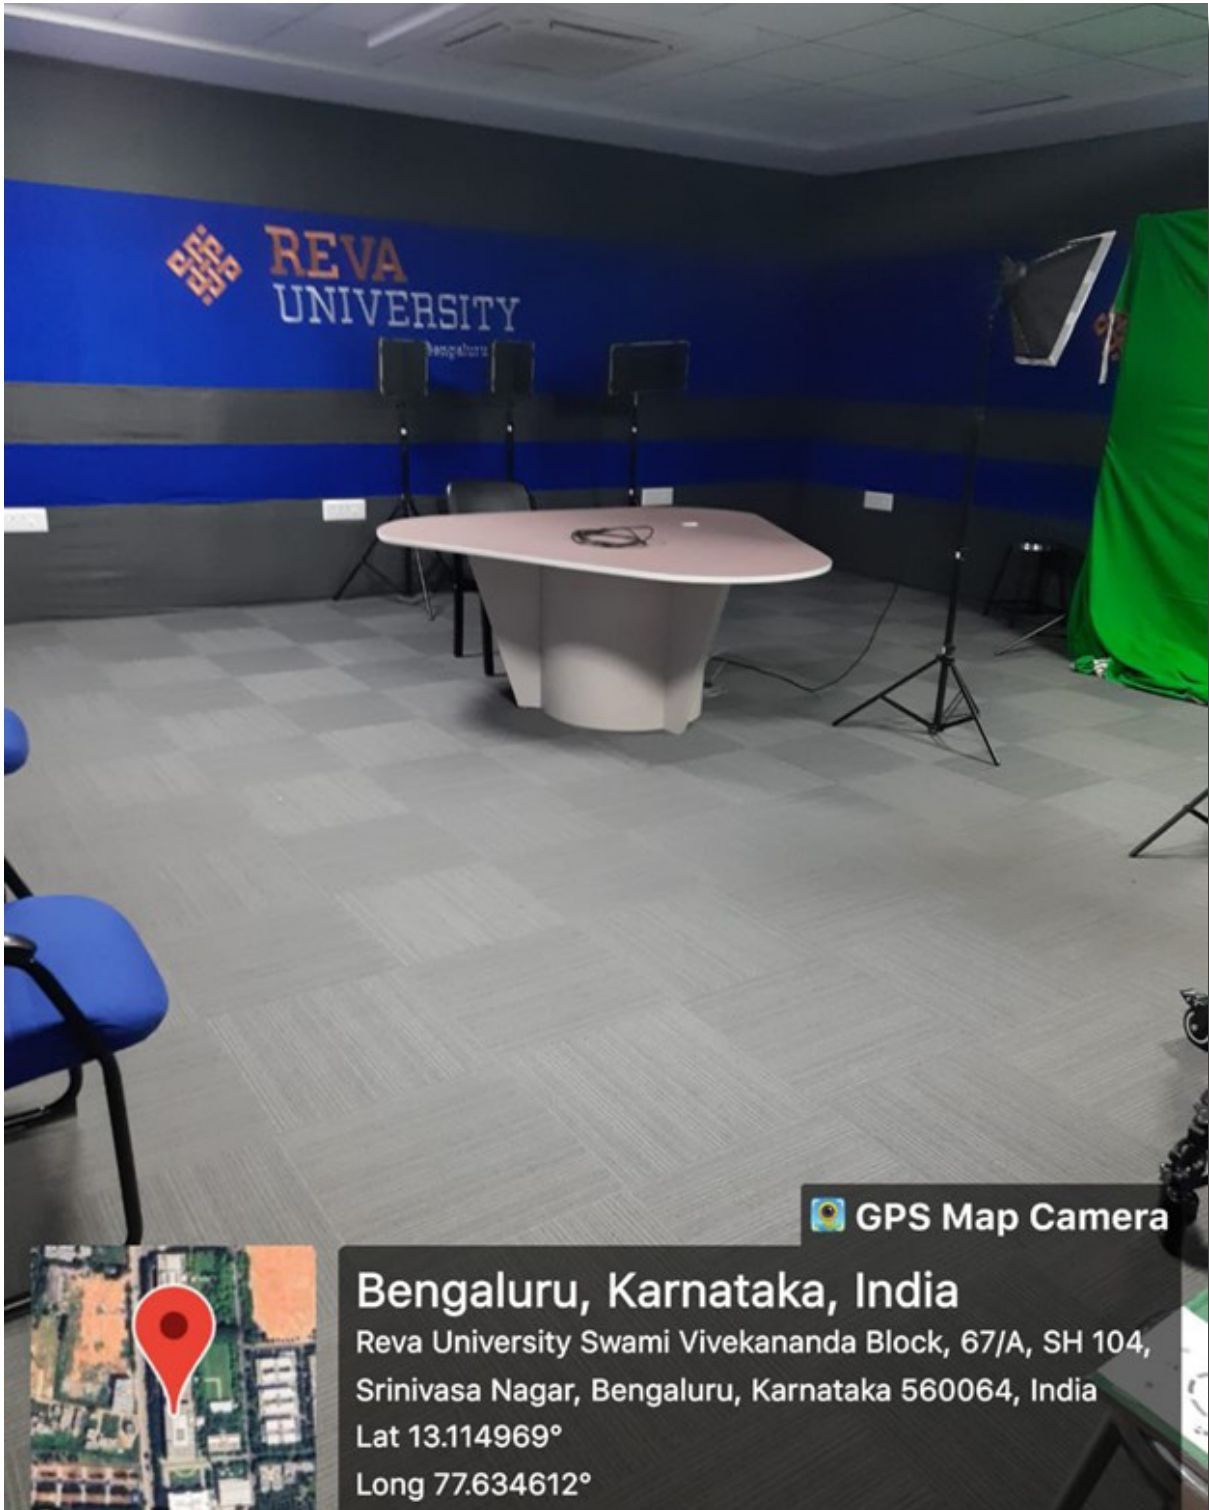 REVA
UNIVERSITY
Bengaluru
GPS Map Camera
Bengaluru, Karnataka, India
Reva University Swami Vivekananda Block, 67/A, SH 104,
Srinivasa Nagar, Bengaluru, Karnataka 560064, India
Lat 13.114969°
Long 77.634612°